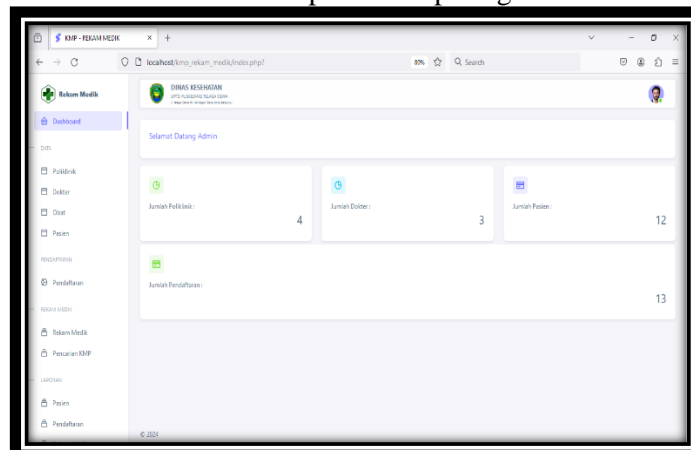 KMP - REKAM MEDIK
localhost/kmp_rekam_medik/index.php?
80%
Search
Rekam Medik
DINAS KESEHATAN
Dashboard
Selamat Datang Admin
DATA
Poliklinik
Dokter
Obat
Pasien
Jumlah Poliklinik :
4
Jumlah Dokter :
3
Jumlah Pasien :
12
PENDAFTARAN
Pendaftaran
Jumlah Pendaftaran :
13
REKAM MEDIK
Rekam Medik
Pencarian KMP
LAPORAN
Pasien
Pendaftaran
© 2024